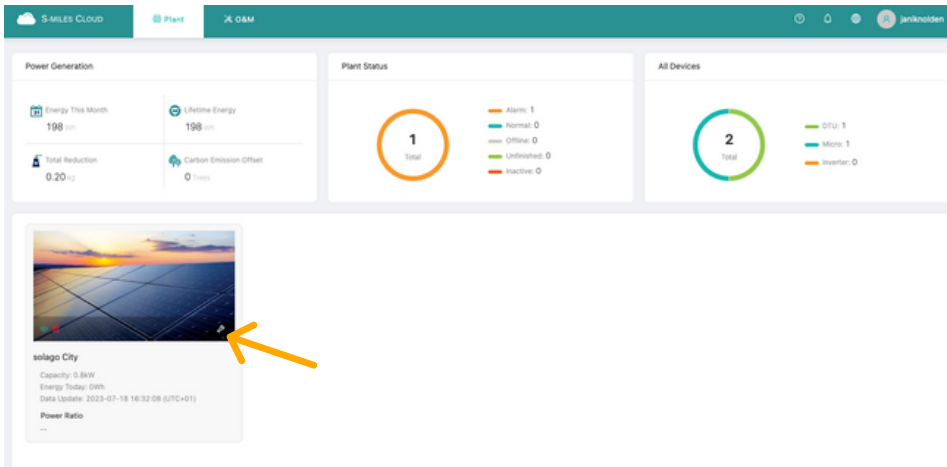 S-MILES CLOUD
Plant
O&M
janiknolden
Power Generation
Energy This Month
198
Lifetime Energy
198
Total Reduction
0.20 kg
Carbon Emission Offset
0 Trees
Plant Status
1
Total
Alarm: 1
Normal: 0
Offline: 0
Unfinished: 0
Inactive: 0
All Devices
2
Total
DTU: 1
Micro: 1
Inverter: 0
solago City
Capacity: 0.8kW
Energy Today: 0Wh
Data Update: 2023-07-18 16:32:08 (UTC+01)
Power Ratio
--